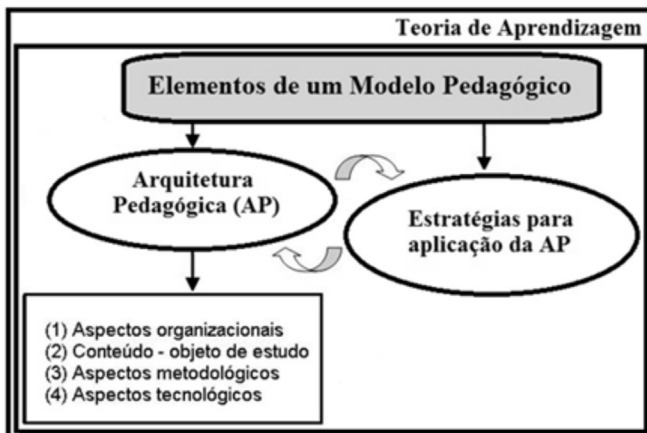 Teoria de Aprendizagem
Elementos de um Modelo Pedagógico
Arquitetura
Pedagógica (AP)
Estratégias para
aplicação da AP
(1) Aspectos organizacionais
(2) Conteúdo - objeto de estudo
(3) Aspectos metodológicos
(4) Aspectos tecnológicos